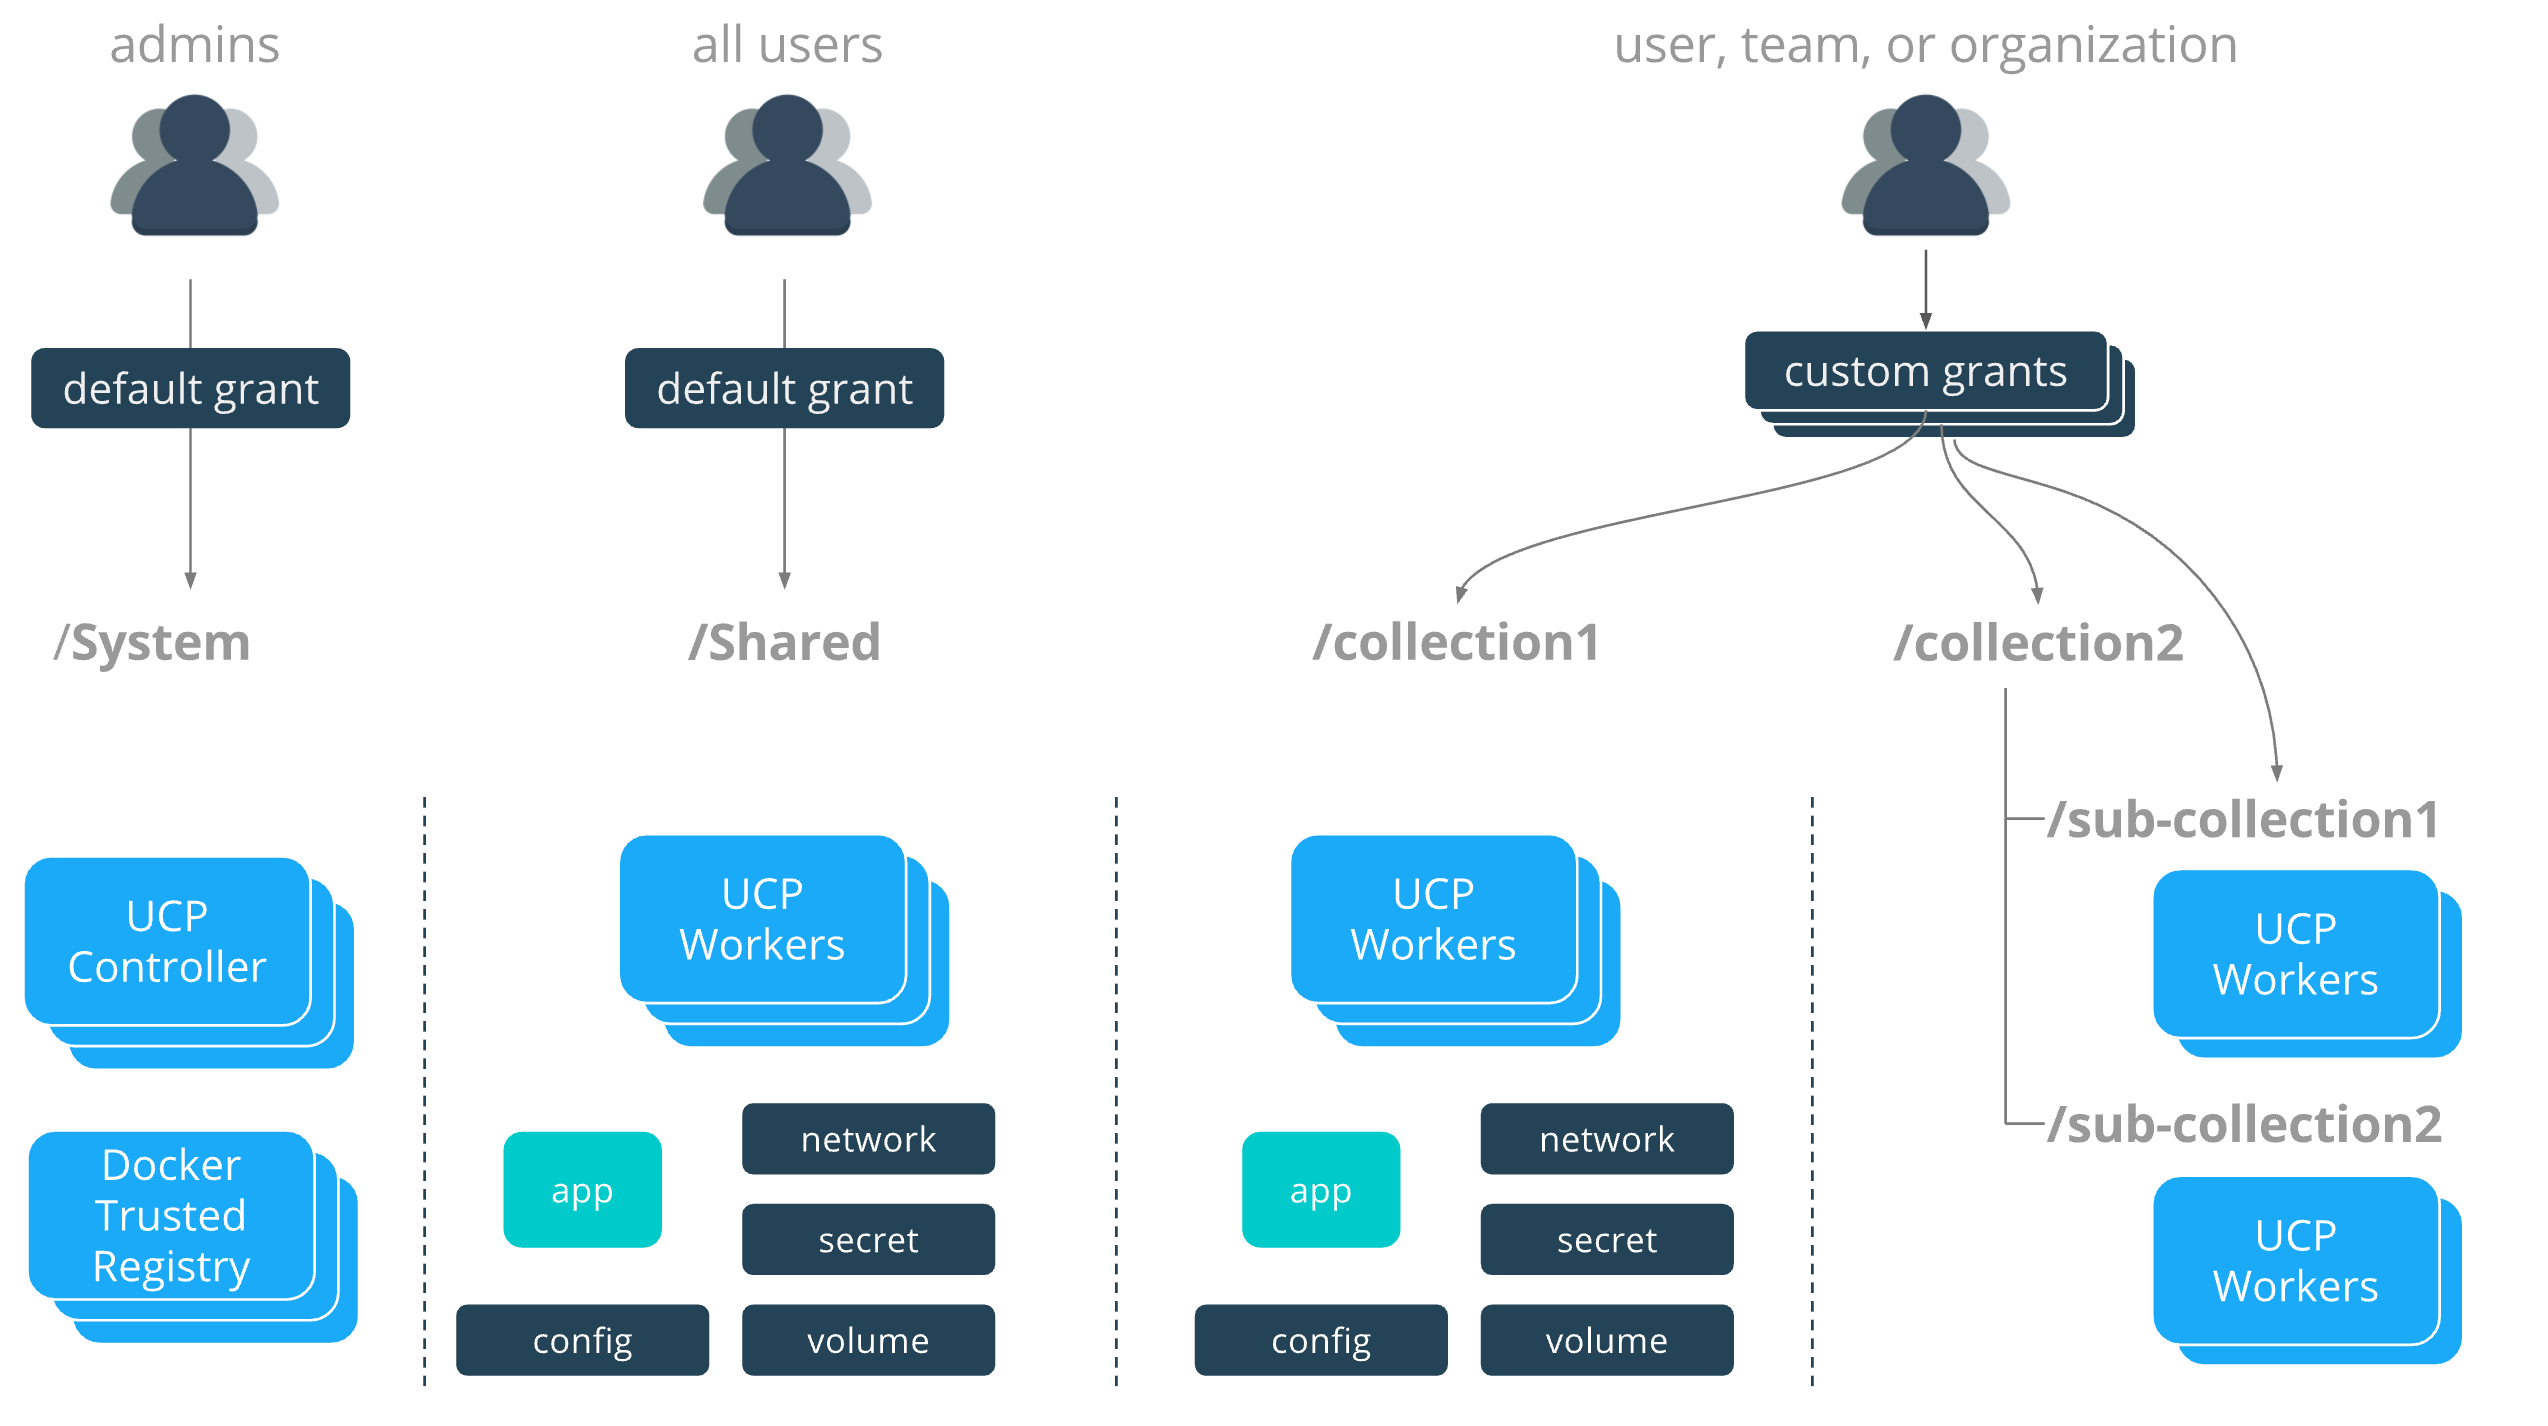 admins
all users
user, team, or organization
default grant
default grant
custom grants
/System
/Shared
/collection1
/collection2
UCP
Controller
Docker
Trusted
Registry
UCP
Workers
app
network
secret
config
volume
UCP
Workers
app
network
secret
config
volume
/sub-collection1
UCP
Workers
/sub-collection2
UCP
Workers